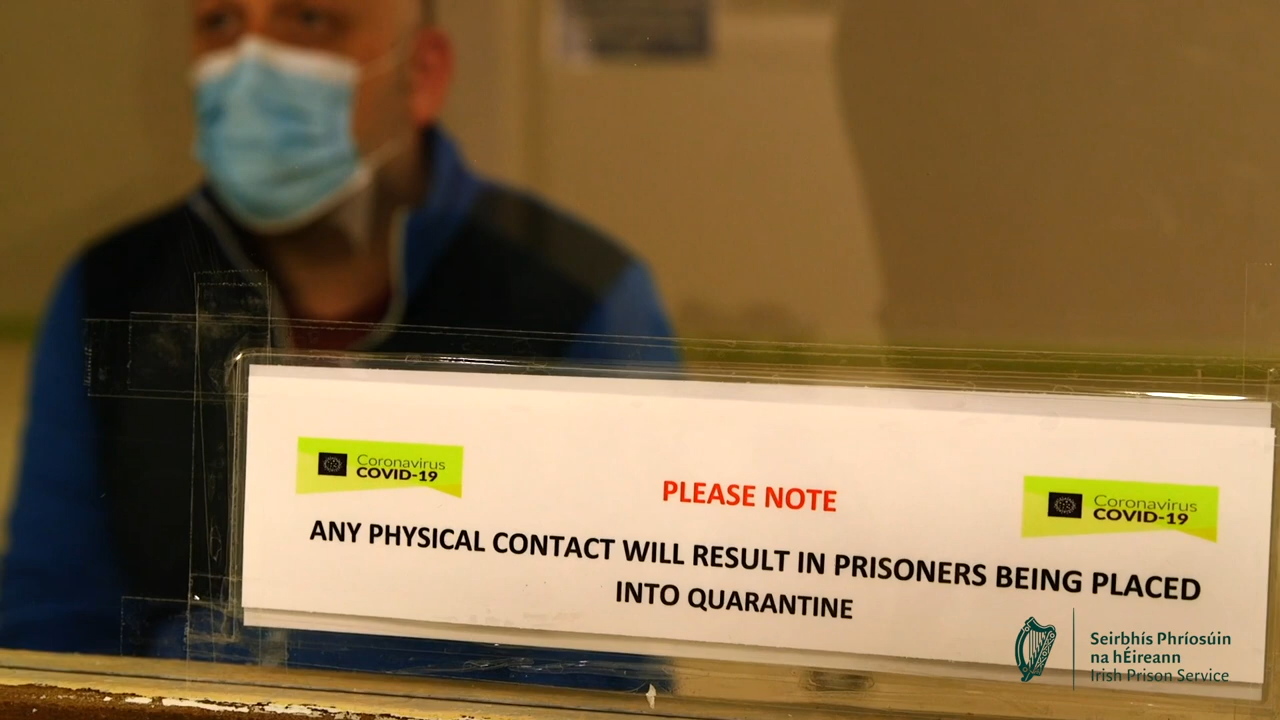 Coronavirus
COVID-19
Coronavirus
COVID-19
PLEASE NOTE
ANY PHYSICAL CONTACT WILL RESULT IN PRISONERS BEING PLACED
INTO QUARANTINE
Seirbhís Phríosúin
na hÉireann
Irish Prison Service